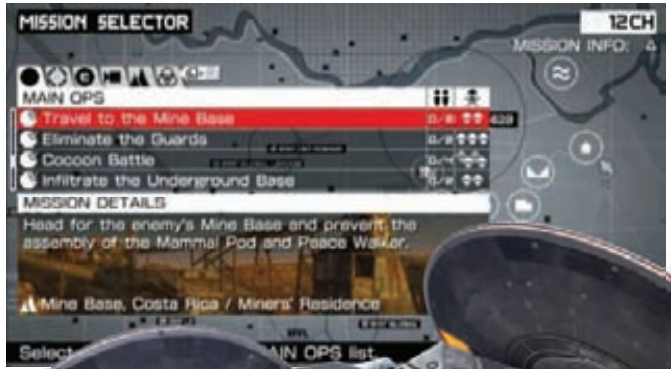 MISSION SELECTOR
12CH
MISSION INFO:
MAIN OPS
Travel to the Mine Base
Eliminate the Guards
Cocoon Battle
Infiltrate the Underground Base
MISSION DETAILS
Head for the enemy's Mine Base and prevent the
assembly of the Mammal Pod and Peace Walker.
Mine Base, Costa Rica / Miners' Residence
Select
MAIN OPS list.